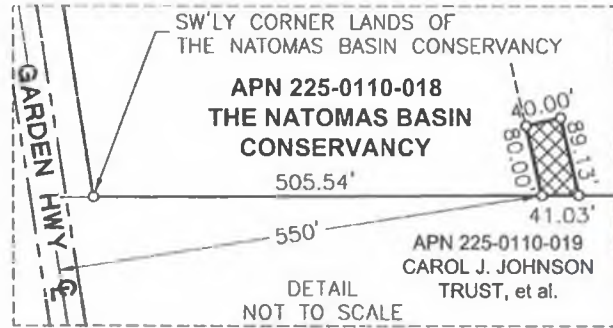 SW'LY CORNER LANDS OF
THE NATOMAS BASIN CONSERVANCY
GARDEN HWY
APN 225-0110-018
THE NATOMAS BASIN
CONSERVANCY
40.00'
80.00'
89.13'
505.54'
41.03'
550'
APN 225-0110-019
CAROL J. JOHNSON
TRUST, et al.
DETAIL
NOT TO SCALE
℄